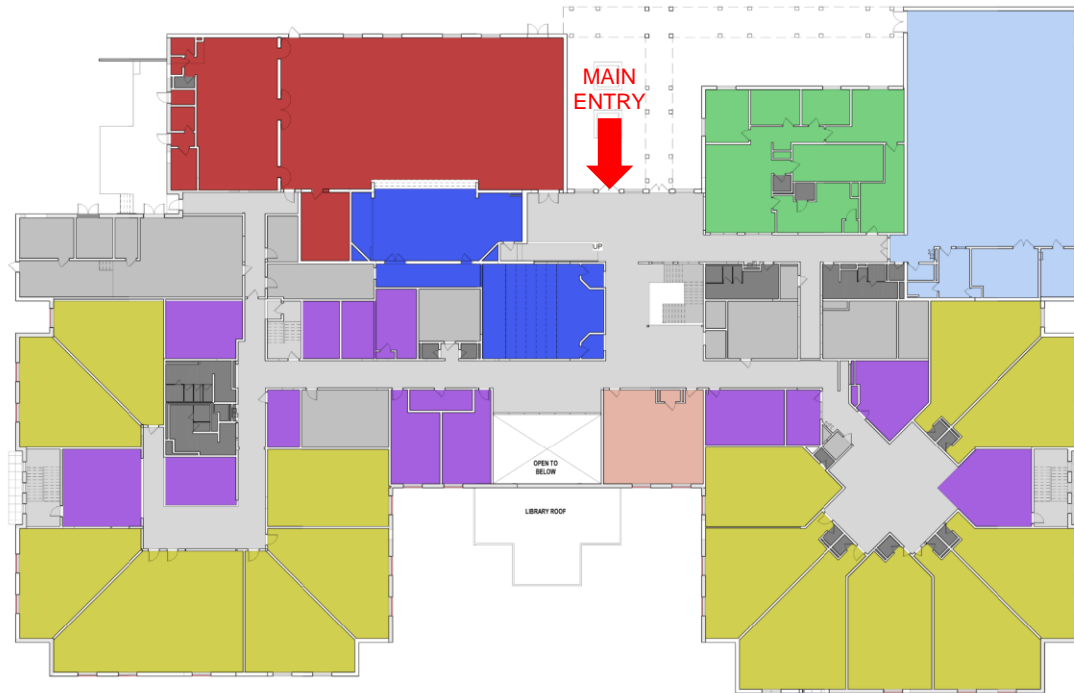 MAIN
ENTRY
UP
OPEN TO
BELOW
LIBRARY ROOF